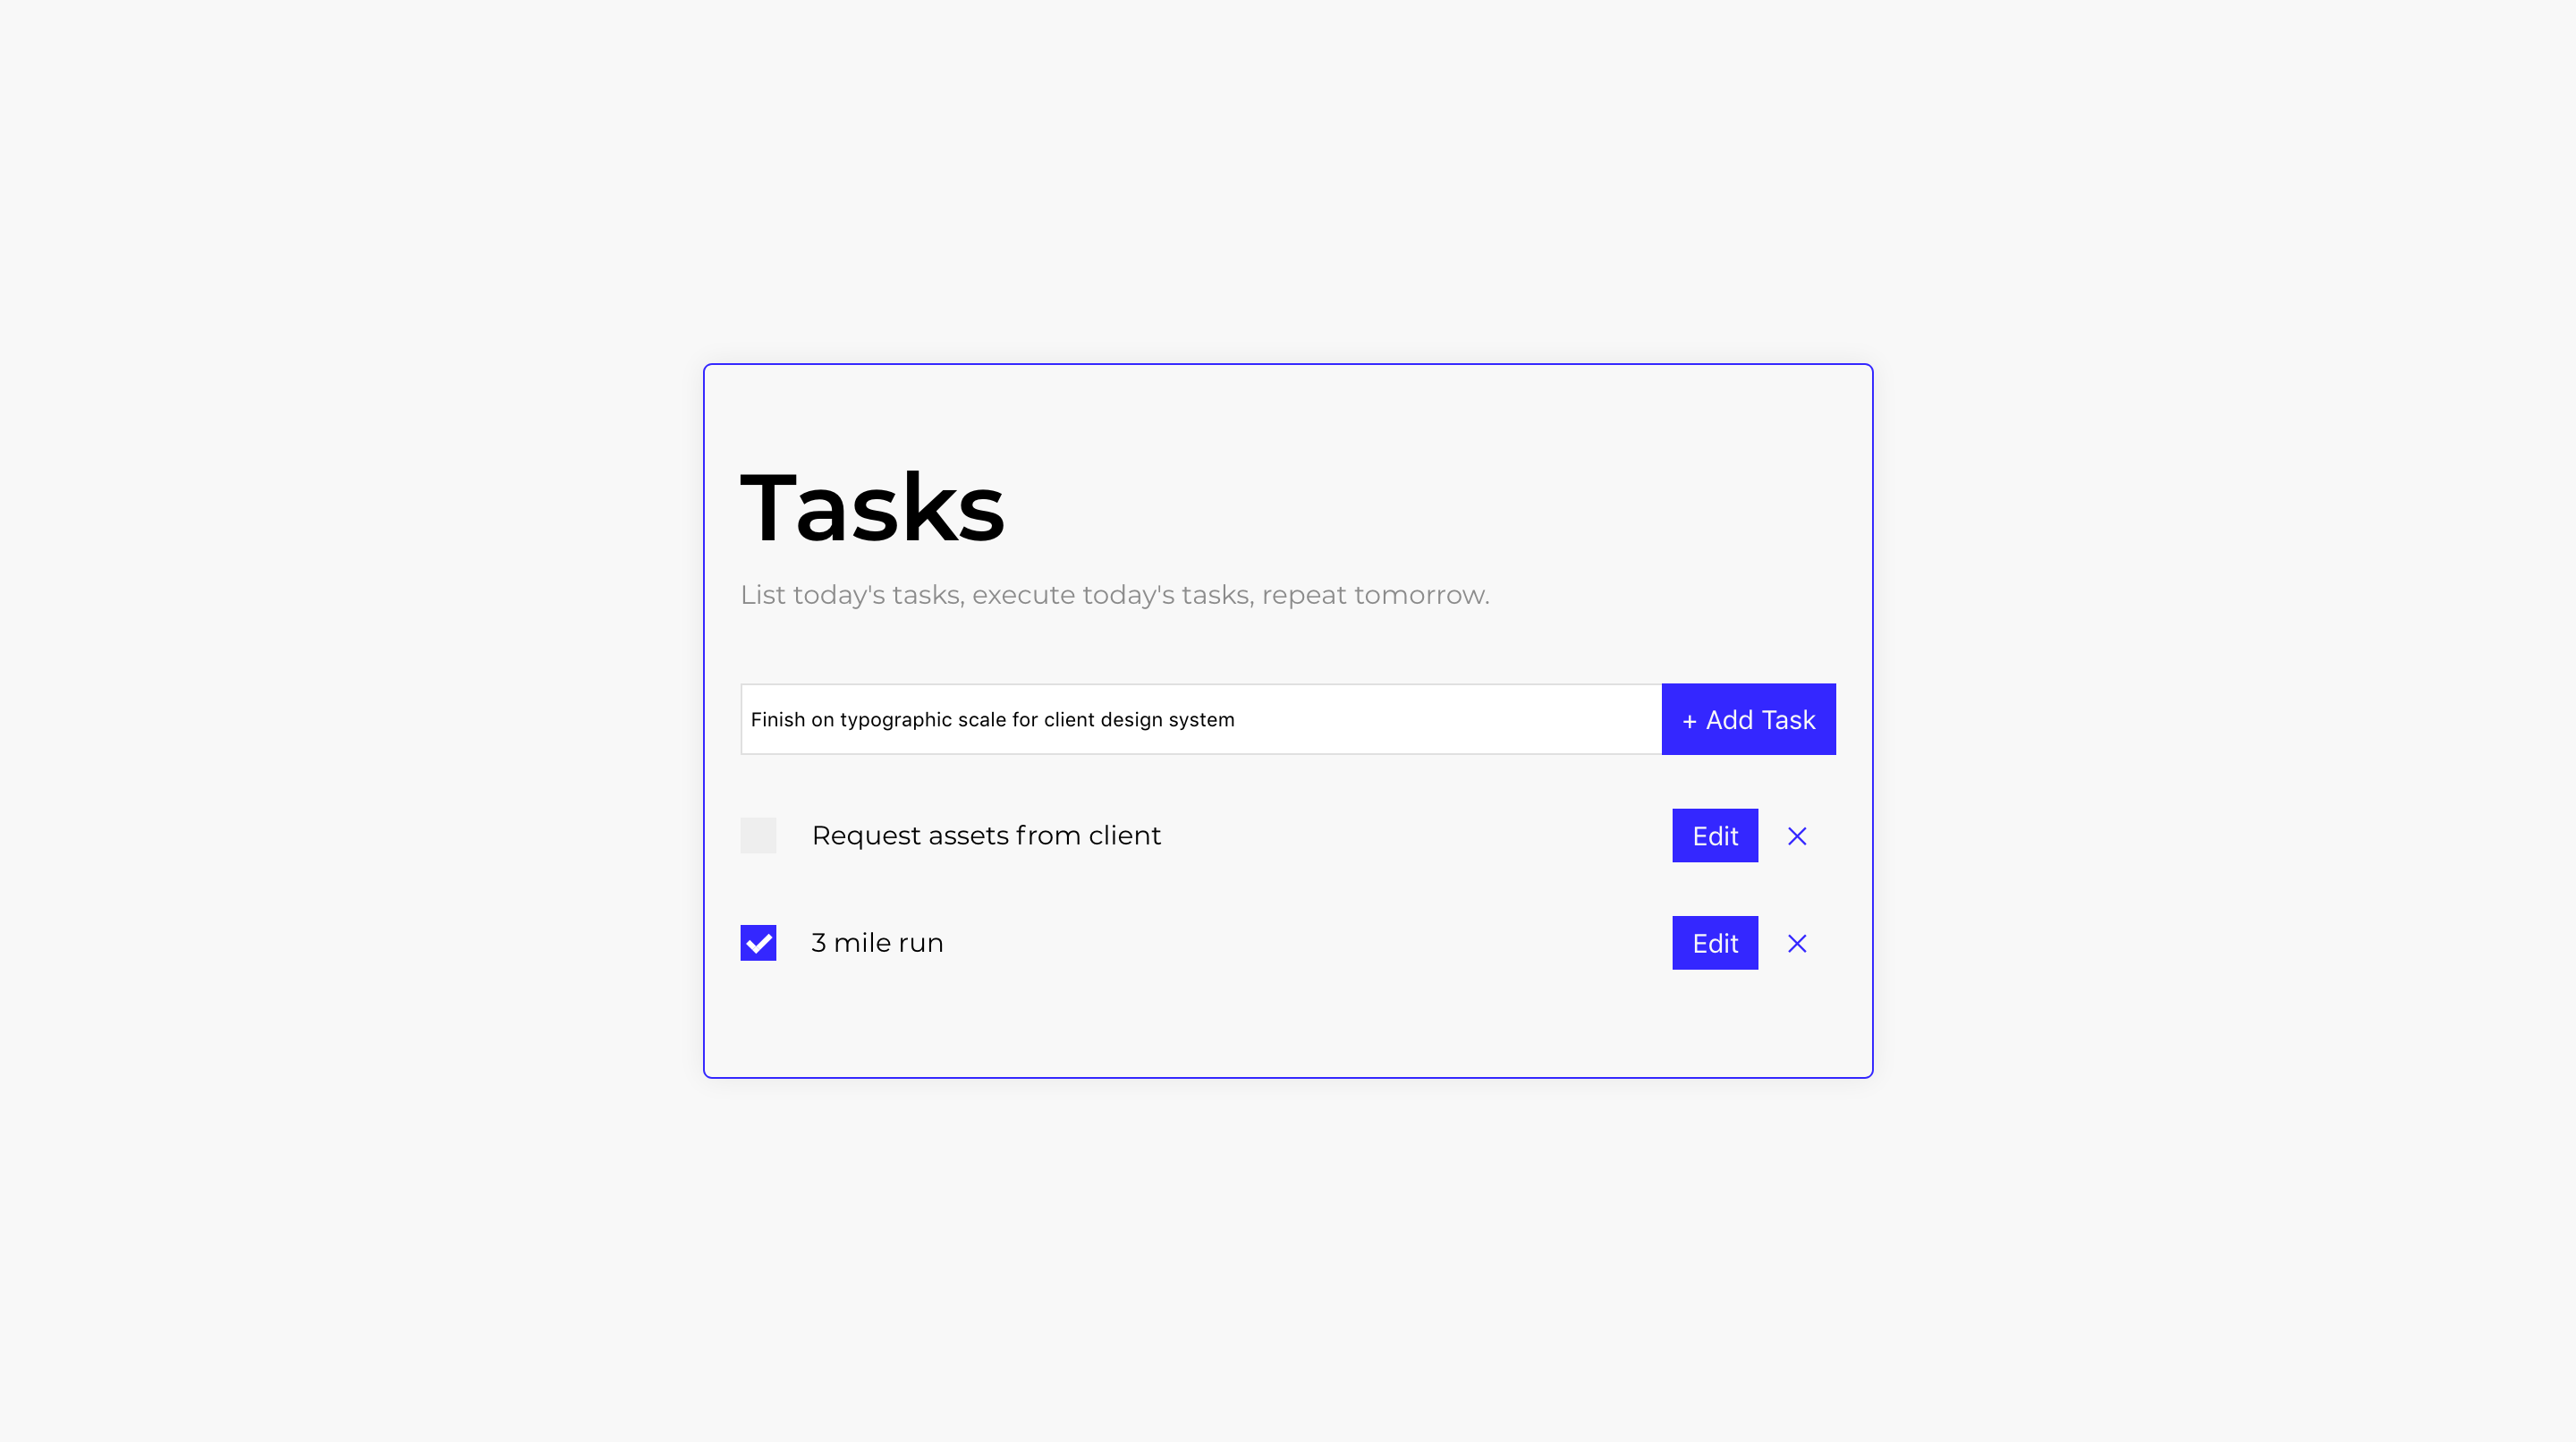 Tasks
List today's tasks, execute today's tasks, repeat tomorrow.
Finish on typographic scale for client design system
+ Add Task
Request assets from client
Edit
3 mile run
Edit